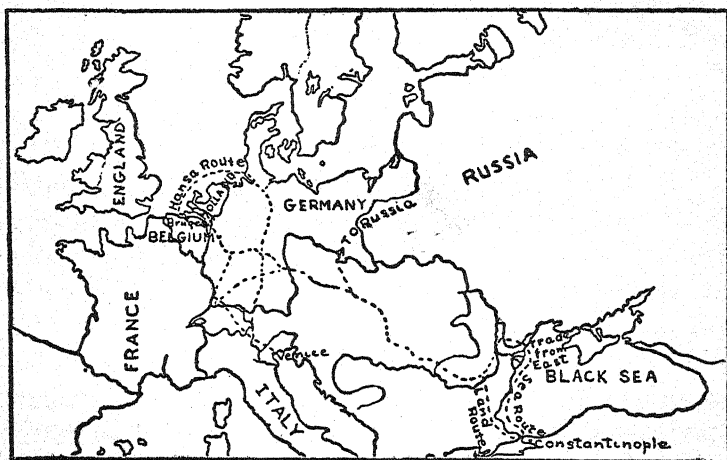 RUSSIA
ENGLAND
Hansa Route
HOLLAND
GERMANY
TO RUSSIA
Bruges
BELGIUM
FRANCE
Venice
ITALY
Trade
from
East
BLACK SEA
Land
Route
Sea Route
Constantinople